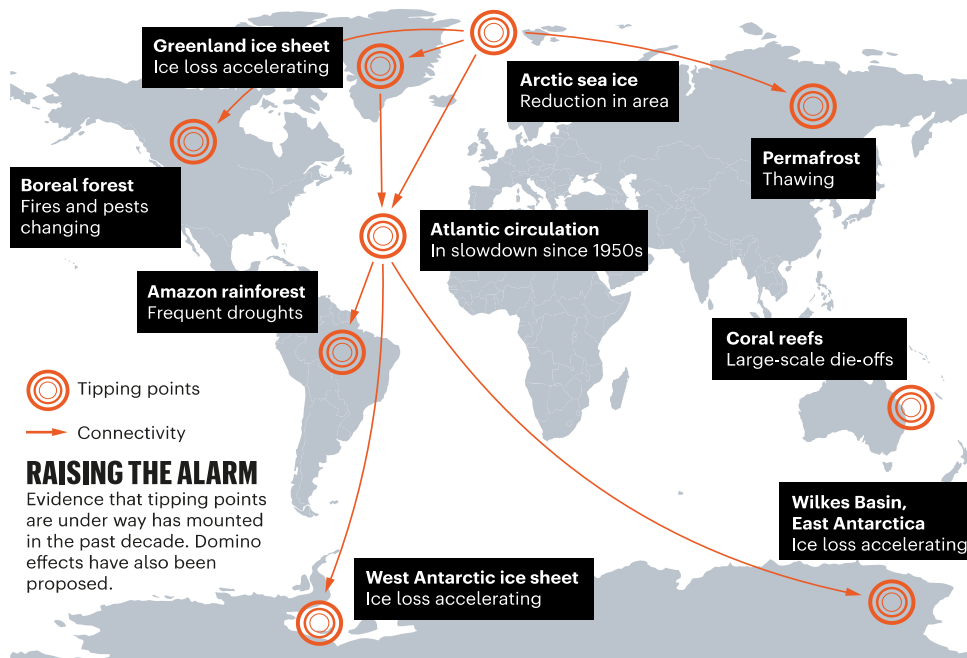 Greenland ice sheet
Ice loss accelerating
Arctic sea ice
Reduction in area
Permafrost
Thawing
Boreal forest
Fires and pests
changing
Atlantic circulation
In slowdown since 1950s
Amazon rainforest
Frequent droughts
Coral reefs
Large-scale die-offs
Tipping points
Connectivity
RAISING THE ALARM
Evidence that tipping points
are under way has mounted
in the past decade. Domino
effects have also been
proposed.
Wilkes Basin,
East Antarctica
Ice loss accelerating
West Antarctic ice sheet
Ice loss accelerating